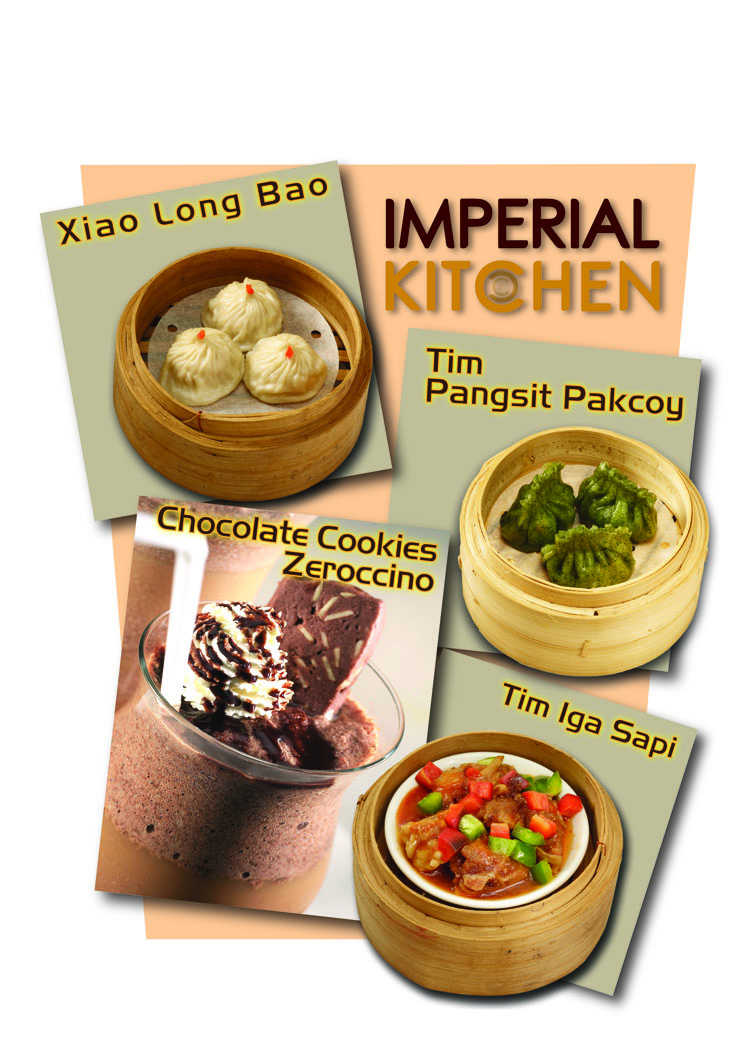 Xiao Long Bao
IMPERIAL
KITCHEN
Tim
Pangsit Pakcoy
Chocolate Cookies
Zeroccino
Tim Iga Sapi